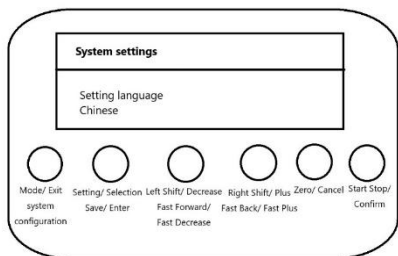 System settings
Setting language
Chinese
Mode/ Exit
system
configuration
Setting/ Selection
Save/ Enter
Left Shift/ Decrease
Fast Forward/
Fast Decrease
Right Shift/ Plus
Fast Back/ Fast Plus
Zero/ Cancel
Start Stop/
Confirm